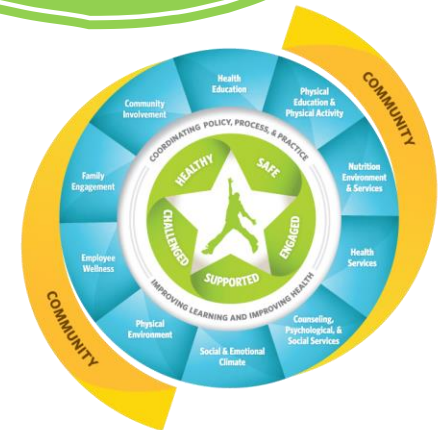 COMMUNITY
Health
Education
Physical
Education &
Physical Activity
Nutrition
Environment
& Services
Health
Services
Counseling,
Psychological, &
Social Services
Social & Emotional
Climate
Physical
Environment
Employee
Wellness
Family
Engagement
Community
Involvement
COORDINATING POLICY, PROCESS, & PRACTICE
IMPROVING LEARNING AND IMPROVING HEALTH
HEALTHY
SAFE
ENGAGED
SUPPORTED
CHALLENGED
COMMUNITY